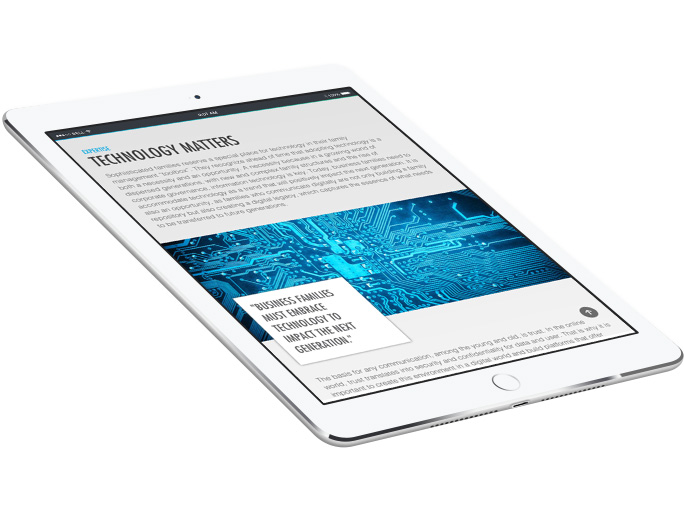 BELL
9:07 AM
100%
EXPERTISE
TECHNOLOGY MATTERS
Sophisticated families reserve a special place for technology in their family
management 'toolbox'. They recognize ahead of time that adopting technology is a
both a necessity and an opportunity. A necessity because in a growing world of
dispersed generations, with new and complex family structures and the rise of
corporate governance, information technology is key. Today, business families need to
accommodate technology as a trend that will positively impact the next generation. It is
also an opportunity, as families who communicate digitally are not only building a family
repository but also creating a digital legacy, which captures the essence of what needs
to be transferred to future generations.
"BUSINESS FAMILIES
MUST EMBRACE
TECHNOLOGY TO
IMPACT THE NEXT
GENERATION."
The basis for any communication, among the young and old, is trust. In the online
world, trust translates into security and confidentiality for data and user. That is why it is
important to create this environment in a digital world and build platforms that offer